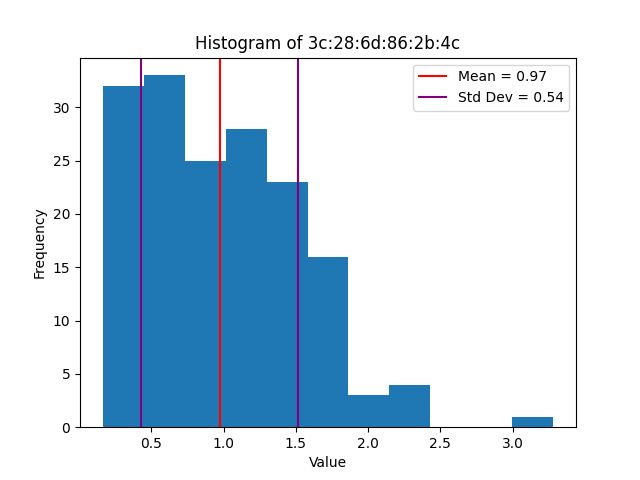 Histogram of 3c:28:6d:86:2b:4c
Mean = 0.97
Std Dev = 0.54
Frequency
30
25
20
15
10
5
0
0.5 1.0 1.5 2.0 2.5 3.0
Value